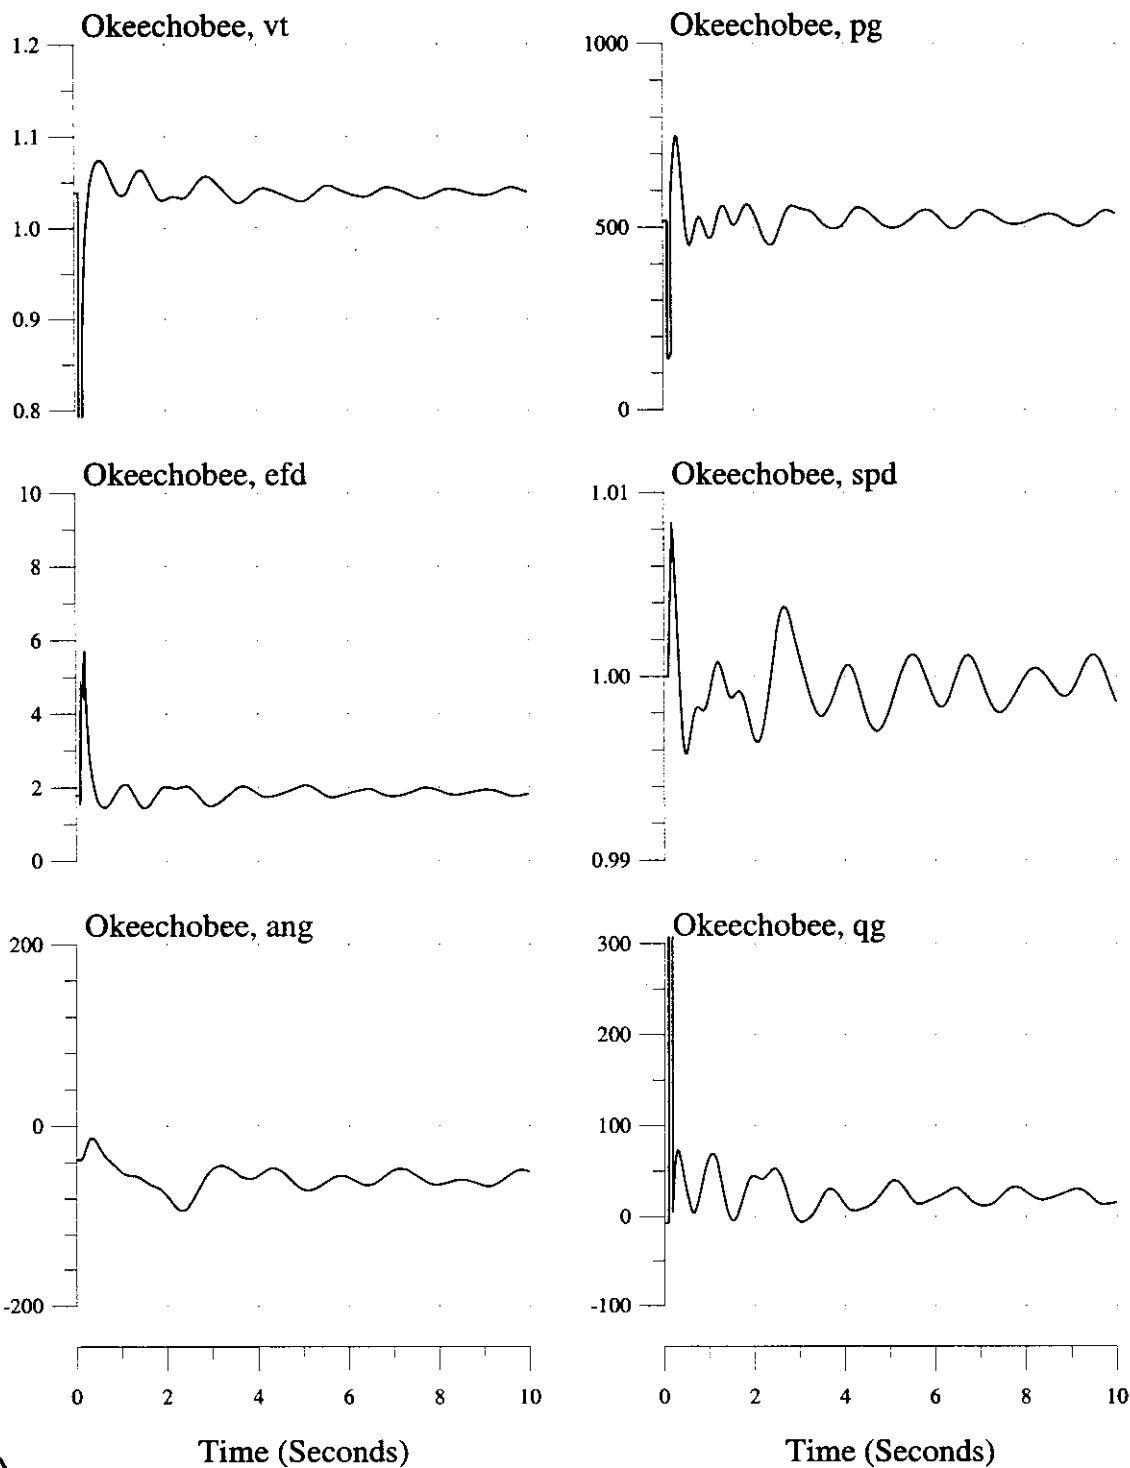 Okeechobee, vt
1.2
1.1
1.0
0.9
0.8
Okeechobee, pg
1000
500
0
Okeechobee, efd
10
8
6
4
2
0
Okeechobee, spd
1.01
1.00
0.99
Okeechobee, ang
200
0
-200
Okeechobee, qg
300
200
100
0
-100
0 2 4 6 8 10
Time (Seconds)
0 2 4 6 8 10
Time (Seconds)